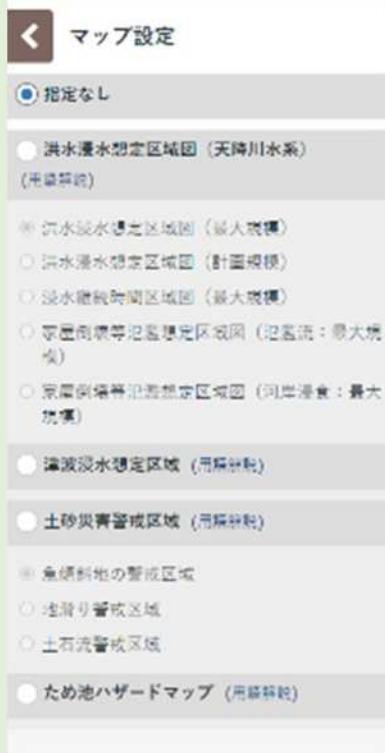 マップ設定
指定なし
洪水浸水想定区域図（天降川水系）
(用語解説)
洪水浸水想定区域図（最大規模）
洪水浸水想定区域図（計画規模）
浸水継続時間区域図（最大規模）
家屋倒壊等氾濫想定区域図（氾濫流：最大規
模）
家屋倒壊等氾濫想定区域図（河岸浸食：最大
規模）
津波浸水想定区域 (用語解説)
土砂災害警戒区域 (用語解説)
急傾斜地の警戒区域
地滑り警戒区域
土石流警戒区域
ため池ハザードマップ (用語解説)